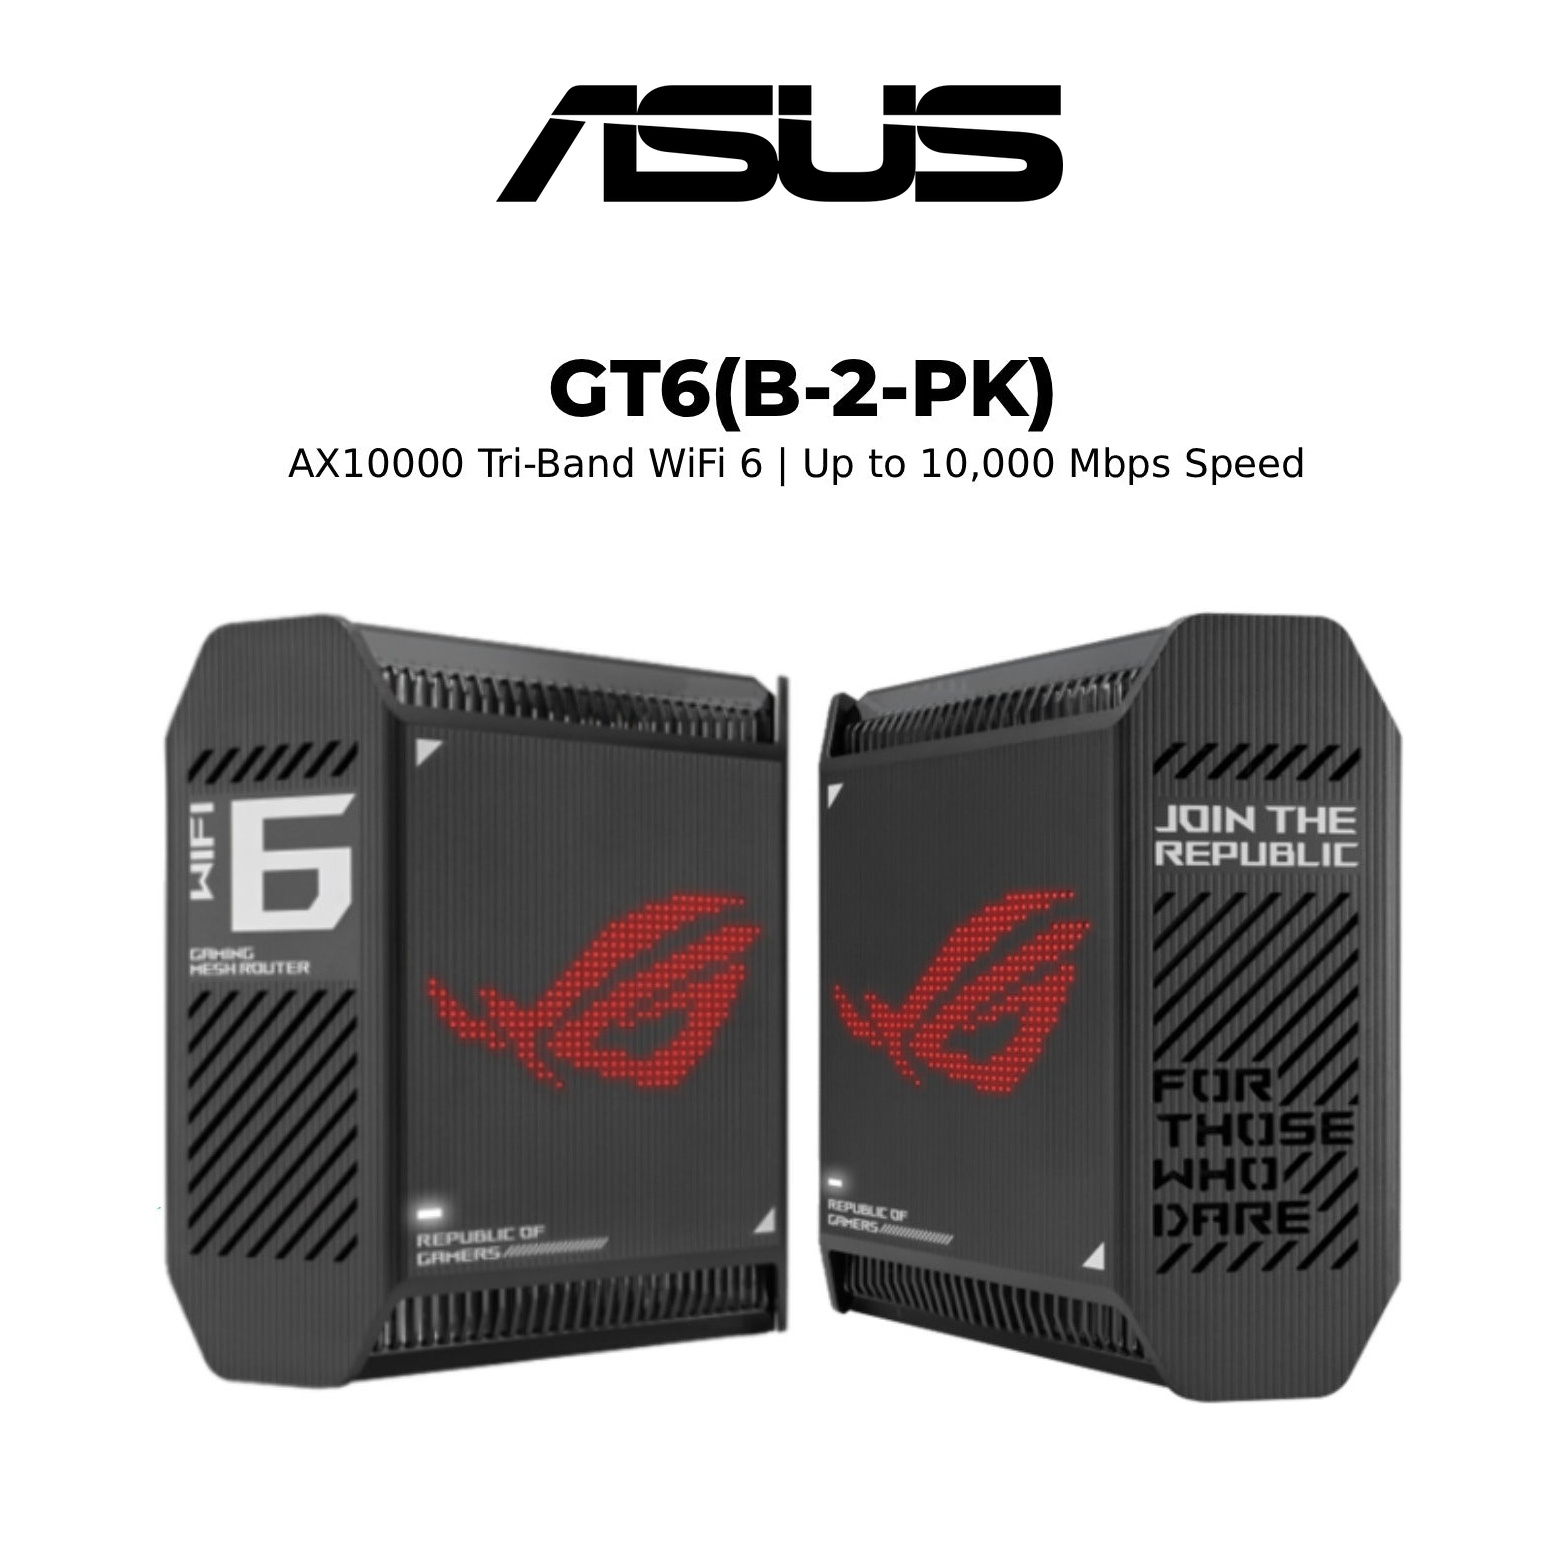 ASUS
GT6(B-2-PK)
AX10000 Tri-Band WiFi 6 | Up to 10,000 Mbps Speed
WIFI 6
GAMING
MESH ROUTER
REPUBLIC OF
GAMERS
REPUBLIC OF
GAMERS
JOIN THE
REPUBLIC
FOR
THOSE
WHO
DARE